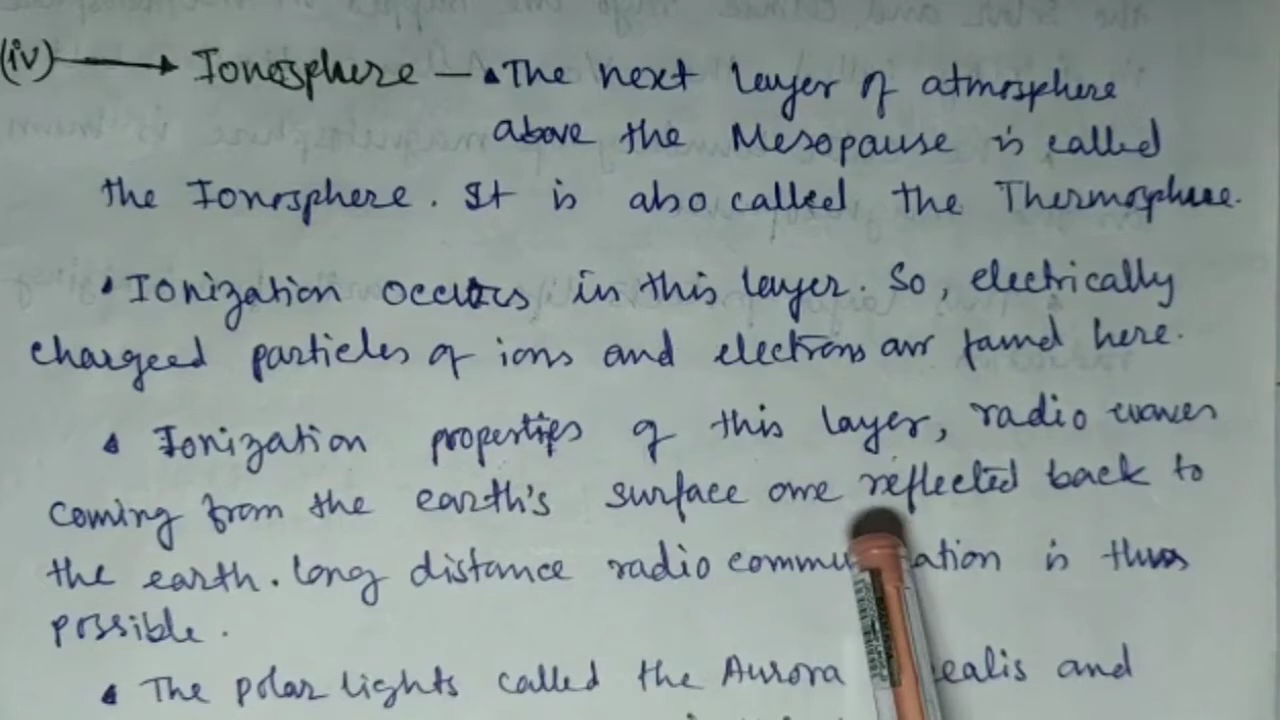 (iv) → Ionosphere — • The next layer of atmosphere
above the Mesopause is called
the Ionosphere. It is also called the Thermosphere.
• Ionization occurs in this layer. So, electrically
chargeed particles of ions and electrons are found here.
• Ionization properties of this layer, radio waves
coming from the earth's surface are reflected back to
the earth. long distance radio commu ation is thus
possible.
• The polar lights called the Aurora ealis and